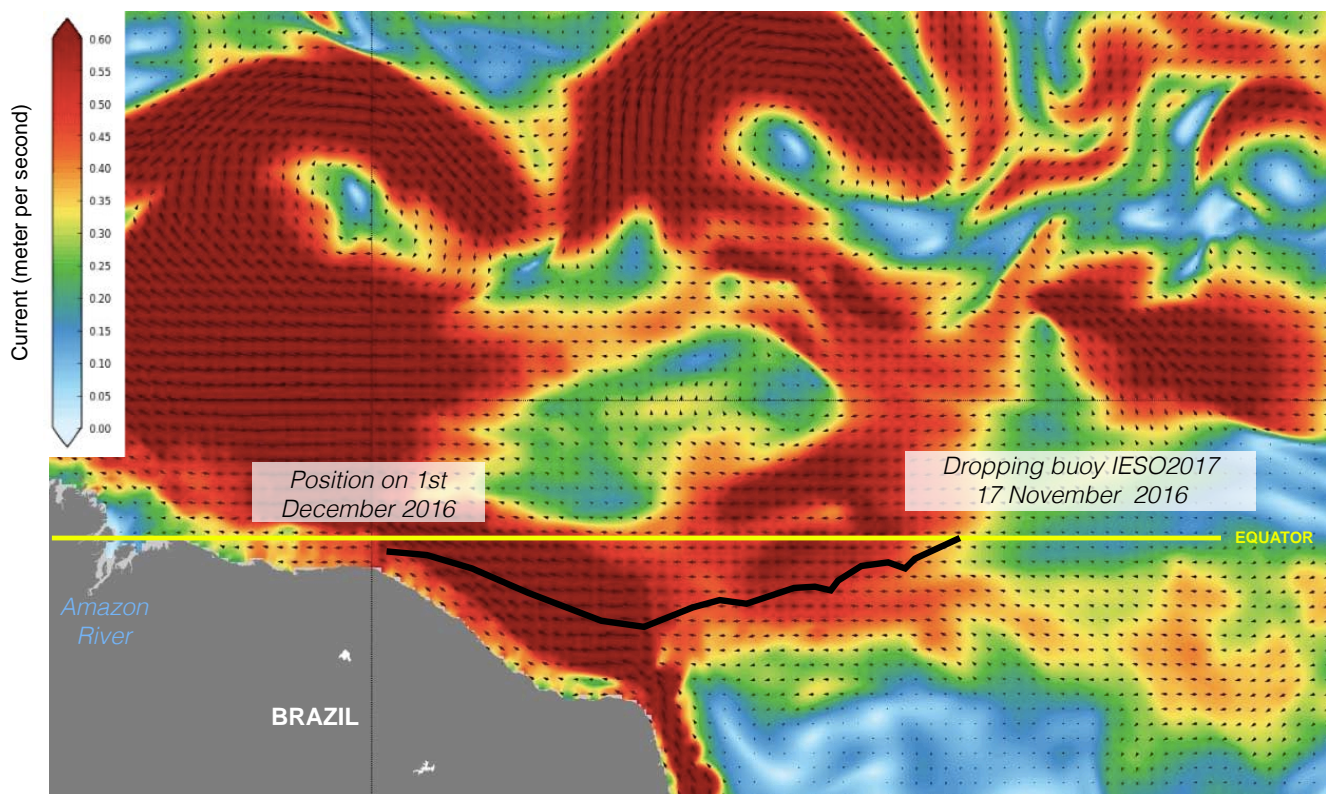 Current (meter per second)
0.60
0.55
0.50
0.45
0.40
0.35
0.30
0.25
0.20
0.15
0.10
0.05
0.00
Position on 1st
December 2016
Dropping buoy IESO2017
17 November 2016
EQUATOR
Amazon
River
BRAZIL